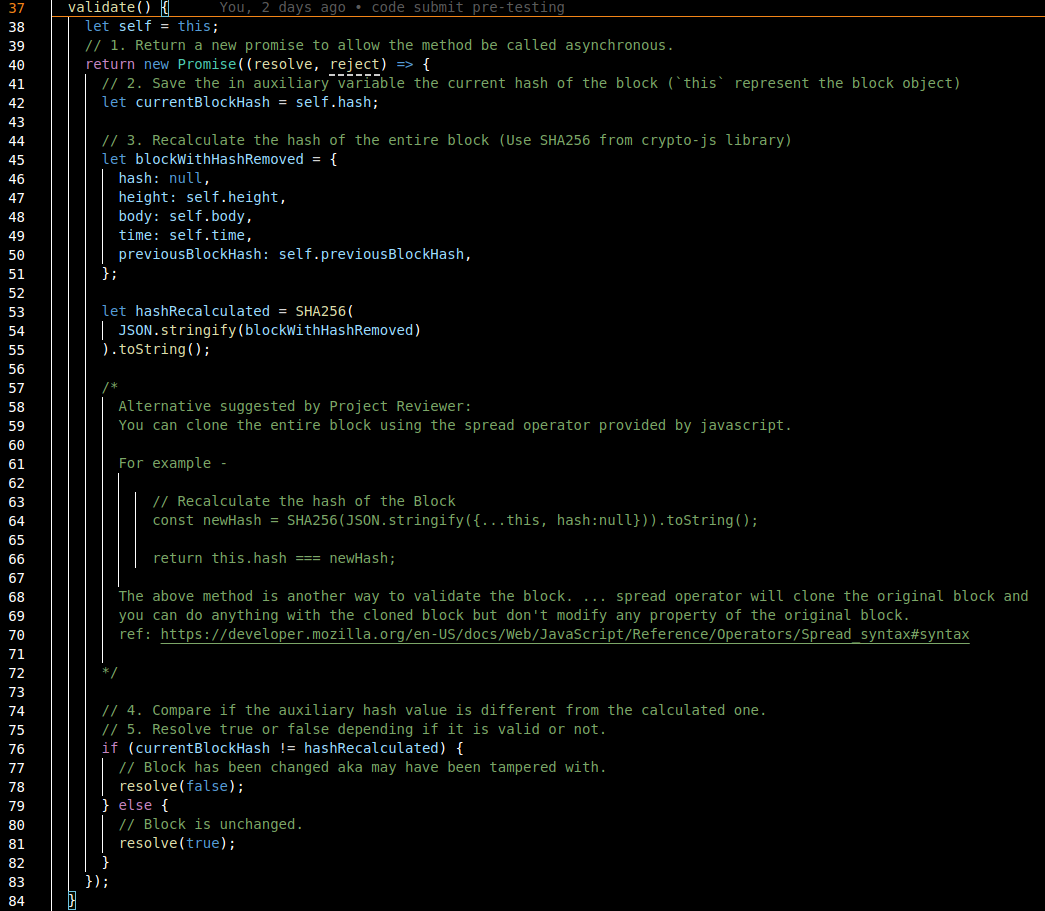 37 validate() { You, 2 days ago • code submit pre-testing
38 let self = this;
39 // 1. Return a new promise to allow the method be called asynchronous.
40 return new Promise((resolve, reject) => {
41 // 2. Save the in auxiliary variable the current hash of the block (`this` represent the block object)
42 let currentBlockHash = self.hash;
43
44 // 3. Recalculate the hash of the entire block (Use SHA256 from crypto-js library)
45 let blockWithHashRemoved = {
46 hash: null,
47 height: self.height,
48 body: self.body,
49 time: self.time,
50 previousBlockHash: self.previousBlockHash,
51 };
52
53 let hashRecalculated = SHA256(
54 JSON.stringify(blockWithHashRemoved)
55 ).toString();
56
57 /*
58 Alternative suggested by Project Reviewer:
59 You can clone the entire block using the spread operator provided by javascript.
60
61 For example -
62
63 // Recalculate the hash of the Block
64 const newHash = SHA256(JSON.stringify({...this, hash:null})).toString();
65
66 return this.hash === newHash;
67
68 The above method is another way to validate the block. ... spread operator will clone the original block and
69 you can do anything with the cloned block but don't modify any property of the original block.
70 ref: https://developer.mozilla.org/en-US/docs/Web/JavaScript/Reference/Operators/Spread_syntax#syntax
71
72 */
73
74 // 4. Compare if the auxiliary hash value is different from the calculated one.
75 // 5. Resolve true or false depending if it is valid or not.
76 if (currentBlockHash != hashRecalculated) {
77 // Block has been changed aka may have been tampered with.
78 resolve(false);
79 } else {
80 // Block is unchanged.
81 resolve(true);
82 }
83 });
84 }